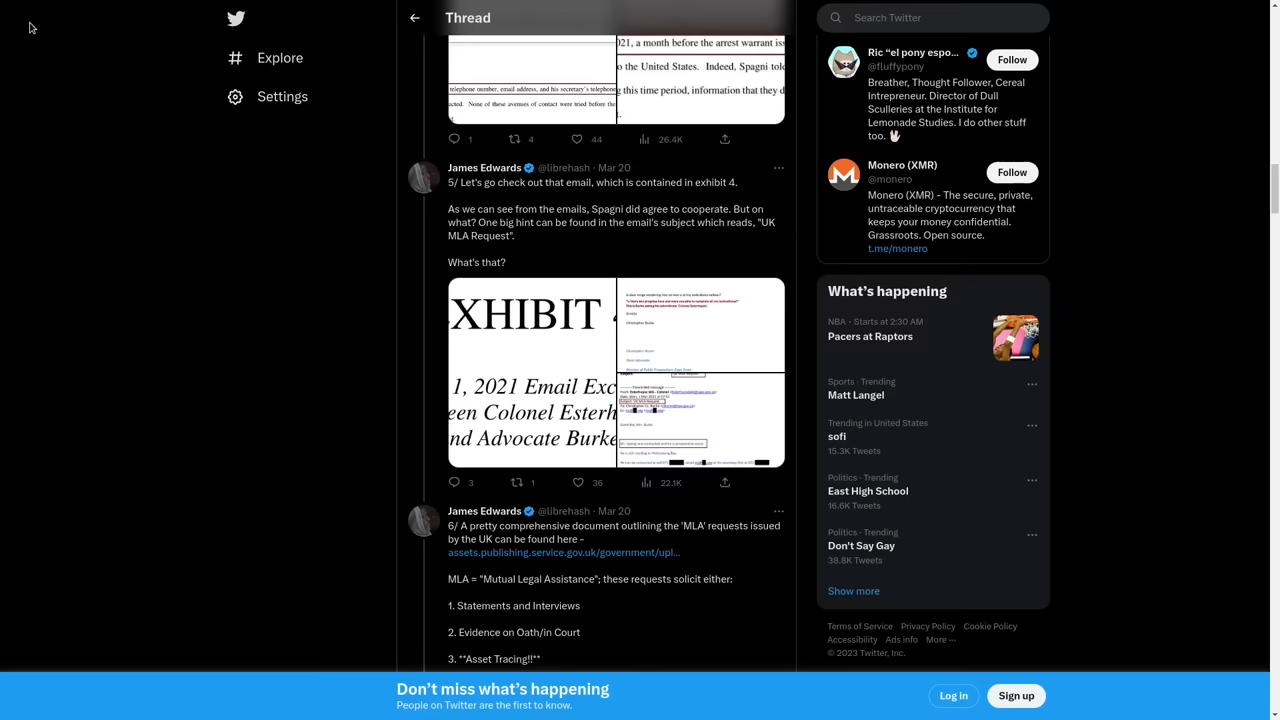 Explore
Settings
Thread
021, a month before the arrest warrant iss
telephone number, email address, and his secretary's telephone
o the United States. Indeed, Spagni told
acted. None of these avenues of contact were tried before the
g this time period, information that they d
1
4
44
26.4K
James Edwards @librehash · Mar 20
5/ Let's go check out that email, which is contained in exhibit 4.
As we can see from the emails, Spagni did agree to cooperate. But on
what? One big hint can be found in the email's subject which reads, "UK
MLA Request".
What's that?
XHIBIT 4
1, 2021 Email Exc
een Colonel Esterh
nd Advocate Burke
Christopher Burke
Christopher Burke
State Advocate
3
1
36
22.1K
James Edwards @librehash · Mar 20
6/ A pretty comprehensive document outlining the 'MLA' requests issued
by the UK can be found here -
assets.publishing.service.gov.uk/government/upl...
MLA = "Mutual Legal Assistance"; these requests solicit either:
1. Statements and Interviews
2. Evidence on Oath/in Court
3. **Asset Tracing!!**
Search Twitter
Ric “el pony espo...
@fluffypony
Follow
Breather, Thought Follower, Cereal
Intrepreneur. Director of Dull
Sculleries at the Institute for
Lemonade Studies. I do other stuff
too. 🖖🏻
Monero (XMR)
@monero
Follow
Monero (XMR) - The secure, private,
untraceable cryptocurrency that
keeps your money confidential.
Grassroots. Open source.
t.me/monero
What's happening
NBA · Starts at 2:30 AM
Pacers at Raptors
Sports · Trending
Matt Langel
Trending in United States
sofi
15.3K Tweets
Politics · Trending
East High School
16.6K Tweets
Politics · Trending
Don't Say Gay
38.8K Tweets
Show more
Terms of Service Privacy Policy Cookie Policy
Accessibility Ads info More ···
© 2023 Twitter, Inc.
Don't miss what's happening
People on Twitter are the first to know.
Log in
Sign up